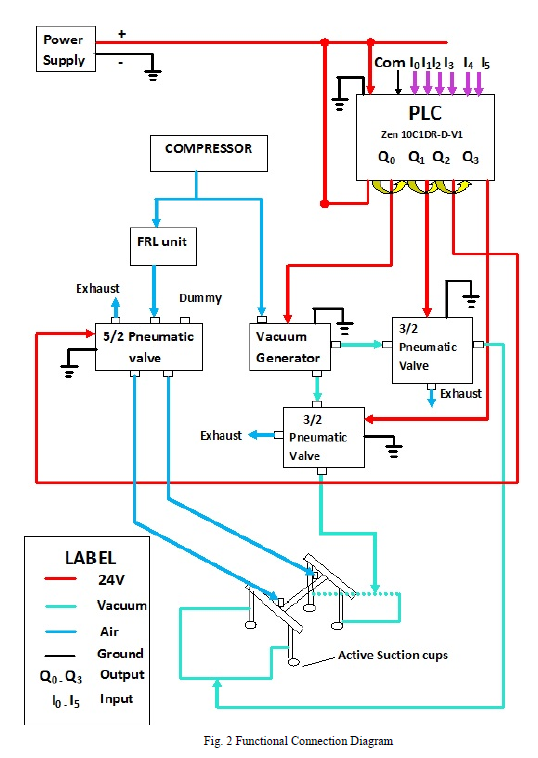 Power
Supply
+
-
Com I0 I1 I2 I3 I4 I5
PLC
Zen 10C1DR-D-V1
Q0 Q1 Q2 Q3
COMPRESSOR
FRL unit
Exhaust
Dummy
5/2 Pneumatic
valve
Vacuum
Generator
3/2
Pneumatic
Valve
Exhaust
3/2
Pneumatic
Valve
Exhaust
LABEL
24V
Vacuum
Air
Ground
Q0 - Q3 Output
I0 - I5 Input
Active Suction cups
Fig. 2 Functional Connection Diagram